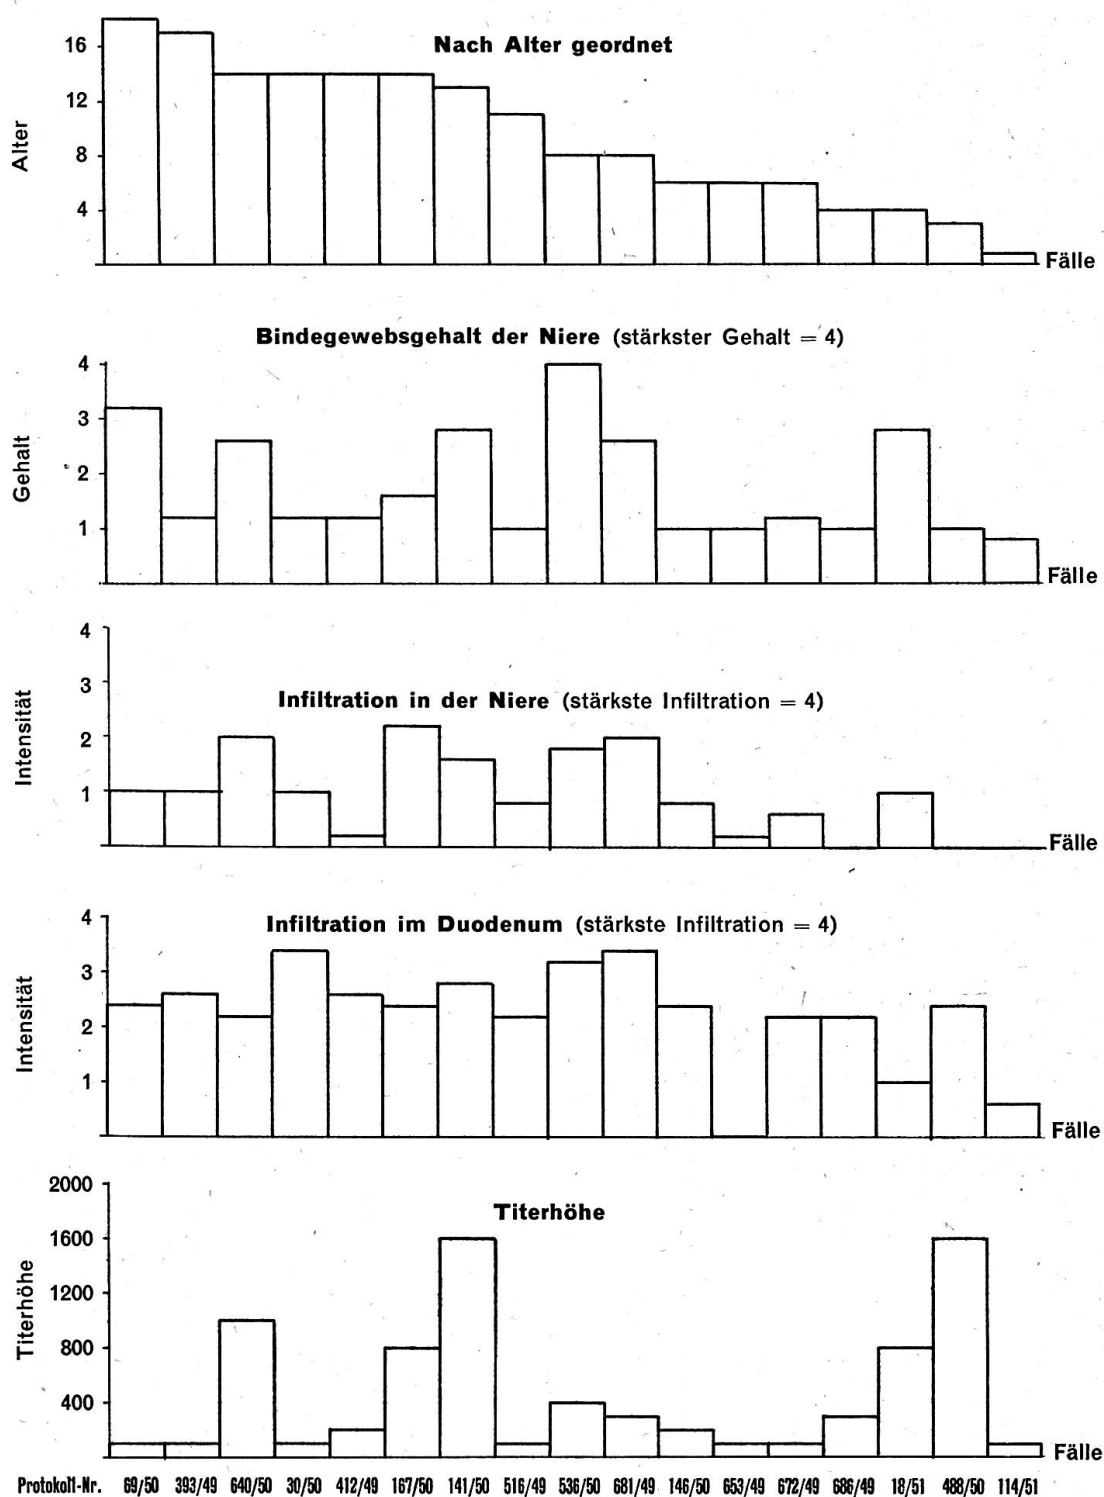 Nach Alter geordnet
16
12
8
4
Alter
Fälle
Bindegewebsgehalt der Niere (stärkster Gehalt = 4)
4
3
2
1
Gehalt
Fälle
4
3
Infiltration in der Niere (stärkste Infiltration = 4)
2
1
Intensität
Fälle
4
Infiltration im Duodenum (stärkste Infiltration = 4)
3
2
1
Intensität
Fälle
2000
Titerhöhe
1600
1200
800
400
Titerhöhe
Fälle
Protokoll-Nr. 69/50 393/49 640/50 30/50 412/49 167/50 141/50 516/49 536/50 681/49 146/50 653/49 672/49 686/49 18/51 488/50 114/51